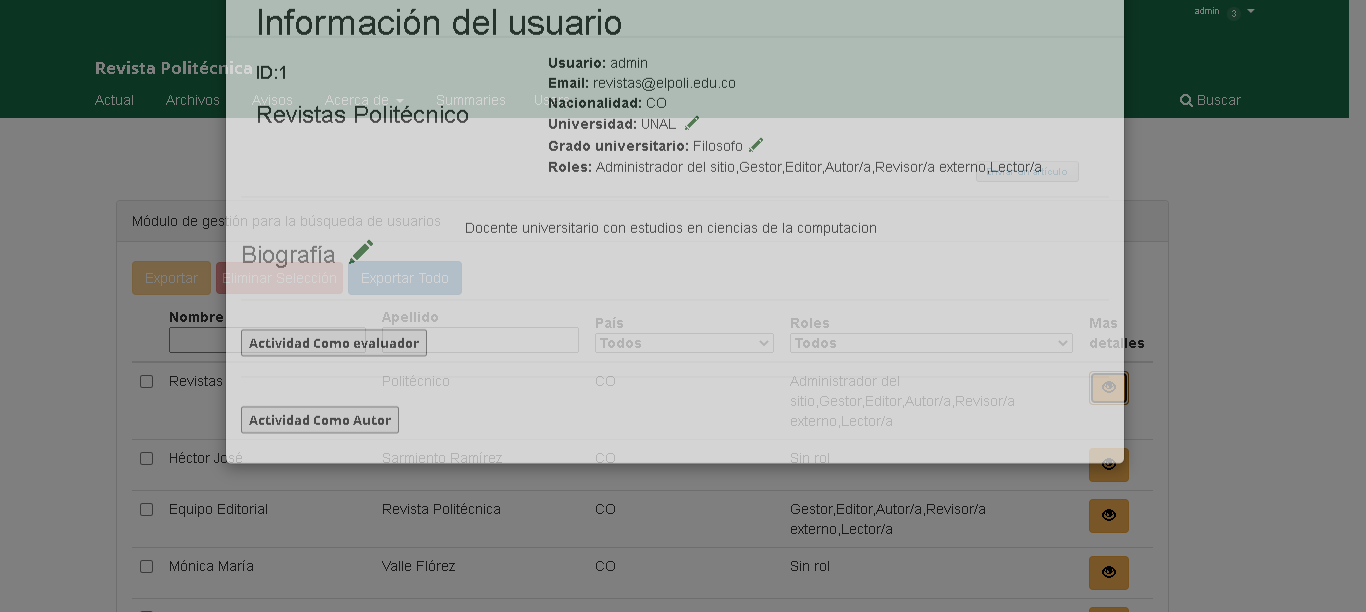 Información del usuario
admin 3
Revista Politécnica
ID:1
Usuario: admin
Email: revistas@elpoli.edu.co
Actual Archivos Avisos Acerca de Summaries
Buscar
Nacionalidad: CO
Revistas Politécnico
Universidad: UNAL
Grado universitario: Filosofo
Roles: Administrador del sitio,Gestor,Editor,Autor/a,Revisor/a externo,Lector/a
Módulo de gestión para la búsqueda de usuarios
Docente universitario con estudios en ciencias de la computacion
Biografía
Exportar Eliminar Selección Exportar Todo
Nombre Apellido País Roles Mas detalles
Todos Todos
Actividad Como evaluador
Revistas Politécnico CO Administrador del
sitio,Gestor,Editor,Autor/a,Revisor/a
externo,Lector/a
Actividad Como Autor
Héctor José Sarmiento Ramírez CO Sin rol
Equipo Editorial Revista Politécnica CO Gestor,Editor,Autor/a,Revisor/a
externo,Lector/a
Mónica María Valle Flórez CO Sin rol